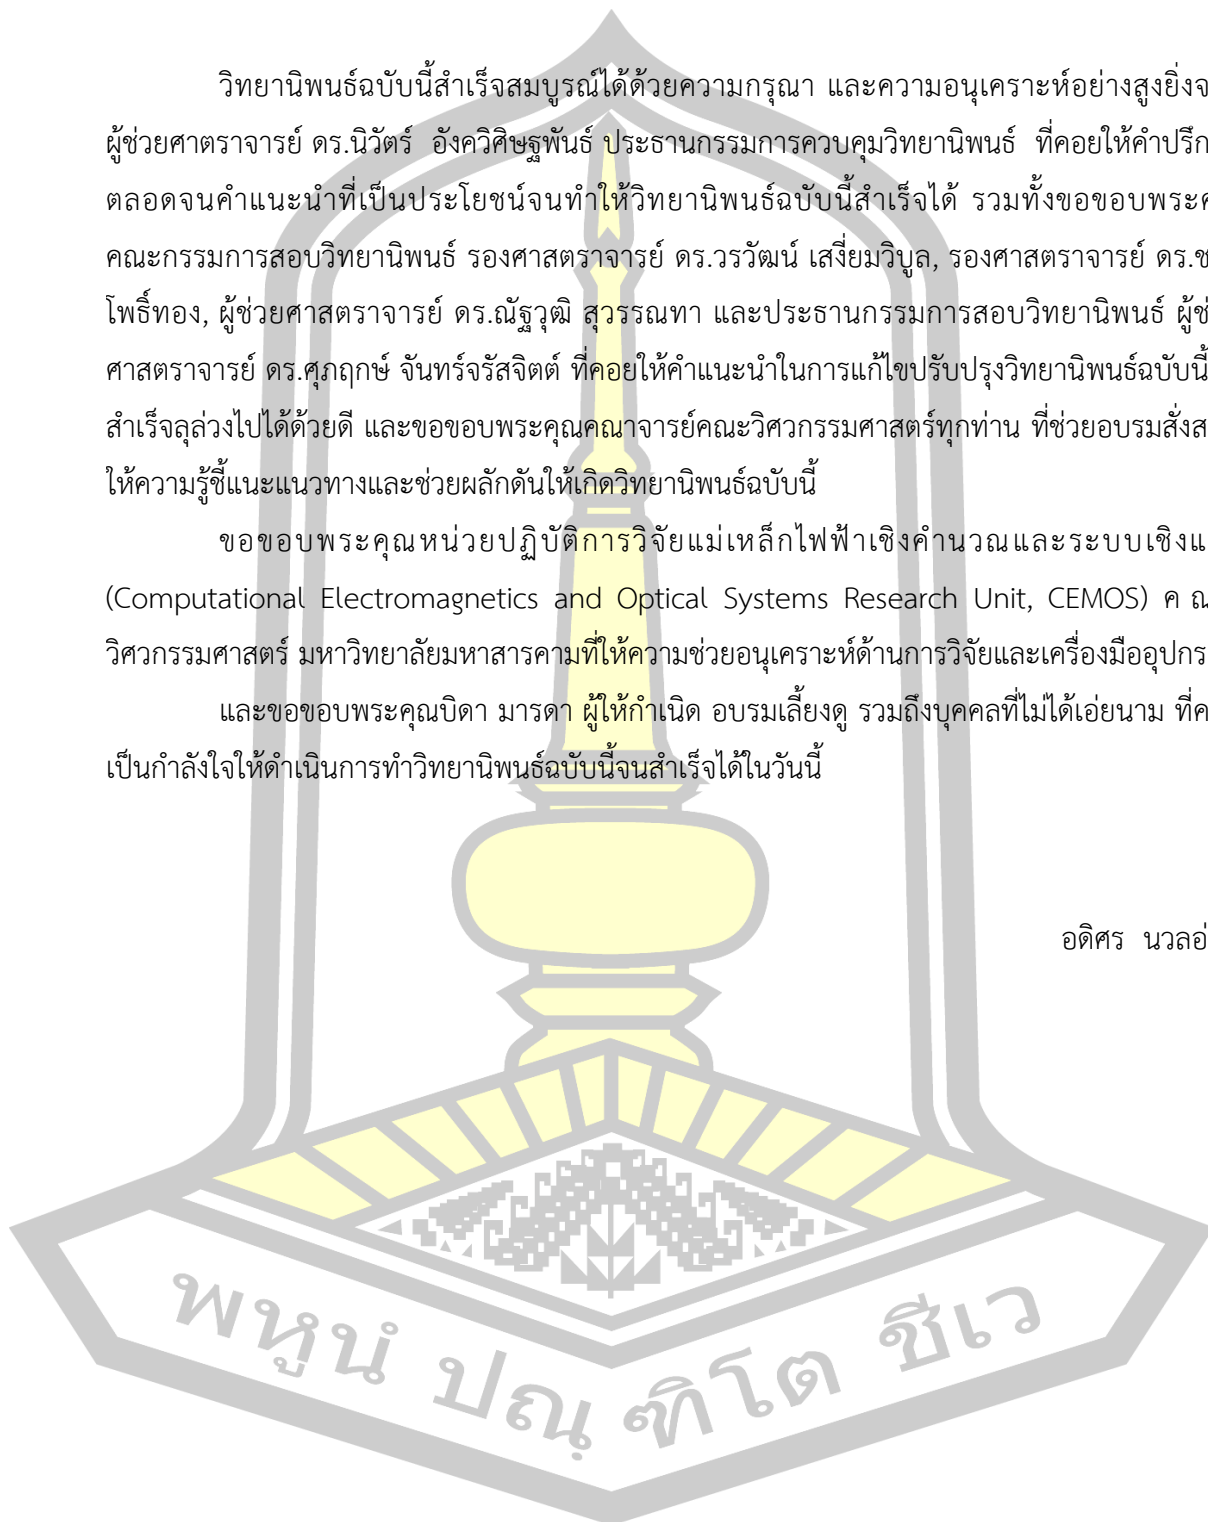 วิทยานิพนธ์ฉบับนี้สำเร็จสมบูรณ์ได้ด้วยความกรุณา และความอนุเคราะห์อย่างสูงยิ่งจ
ผู้ช่วยศาตราจารย์ ดร.นิวัตร์ อังควิศิษฐพันธ์ ประธานกรรมการควบคุมวิทยานิพนธ์ ที่คอยให้คำปรึก
ตลอดจนคำแนะนำที่เป็นประโยชน์จนทำให้วิทยานิพนธ์ฉบับนี้สำเร็จได้ รวมทั้งขอขอบพระค
คณะกรรมการสอบวิทยานิพนธ์ รองศาสตราจารย์ ดร.วรวัฒน์ เสงี่ยมวิบูล, รองศาสตราจารย์ ดร.ช
โพธิ์ทอง, ผู้ช่วยศาสตราจารย์ ดร.ณัฐวุฒิ สุวรรณทา และประธานกรรมการสอบวิทยานิพนธ์ ผู้ช่
ศาสตราจารย์ ดร.ศุภฤกษ์ จันทร์จรัสจิตต์ ที่คอยให้คำแนะนำในการแก้ไขปรับปรุงวิทยานิพนธ์ฉบับนี้
สำเร็จลุล่วงไปได้ด้วยดี และขอขอบพระคุณคณาจารย์คณะวิศวกรรมศาสตร์ทุกท่าน ที่ช่วยอบรมสั่งส
ให้ความรู้ชี้แนะแนวทางและช่วยผลักดันให้เกิดวิทยานิพนธ์ฉบับนี้
ขอขอบพระคุณหน่วยปฏิบัติการวิจัยแม่เหล็กไฟฟ้าเชิงคำนวณและระบบเชิงแ
(Computational Electromagnetics and Optical Systems Research Unit, CEMOS) คณ
วิศวกรรมศาสตร์ มหาวิทยาลัยมหาสารคามที่ให้ความช่วยอนุเคราะห์ด้านการวิจัยและเครื่องมืออุปกร
และขอขอบพระคุณบิดา มารดา ผู้ให้กำเนิด อบรมเลี้ยงดู รวมถึงบุคคลที่ไม่ได้เอ่ยนาม ที่ค
เป็นกำลังใจให้ดำเนินการทำวิทยานิพนธ์ฉบับนี้จนสำเร็จได้ในวันนี้
อดิศร นวลอ่
พหูนํ ปณฺฑิโต ชีเว